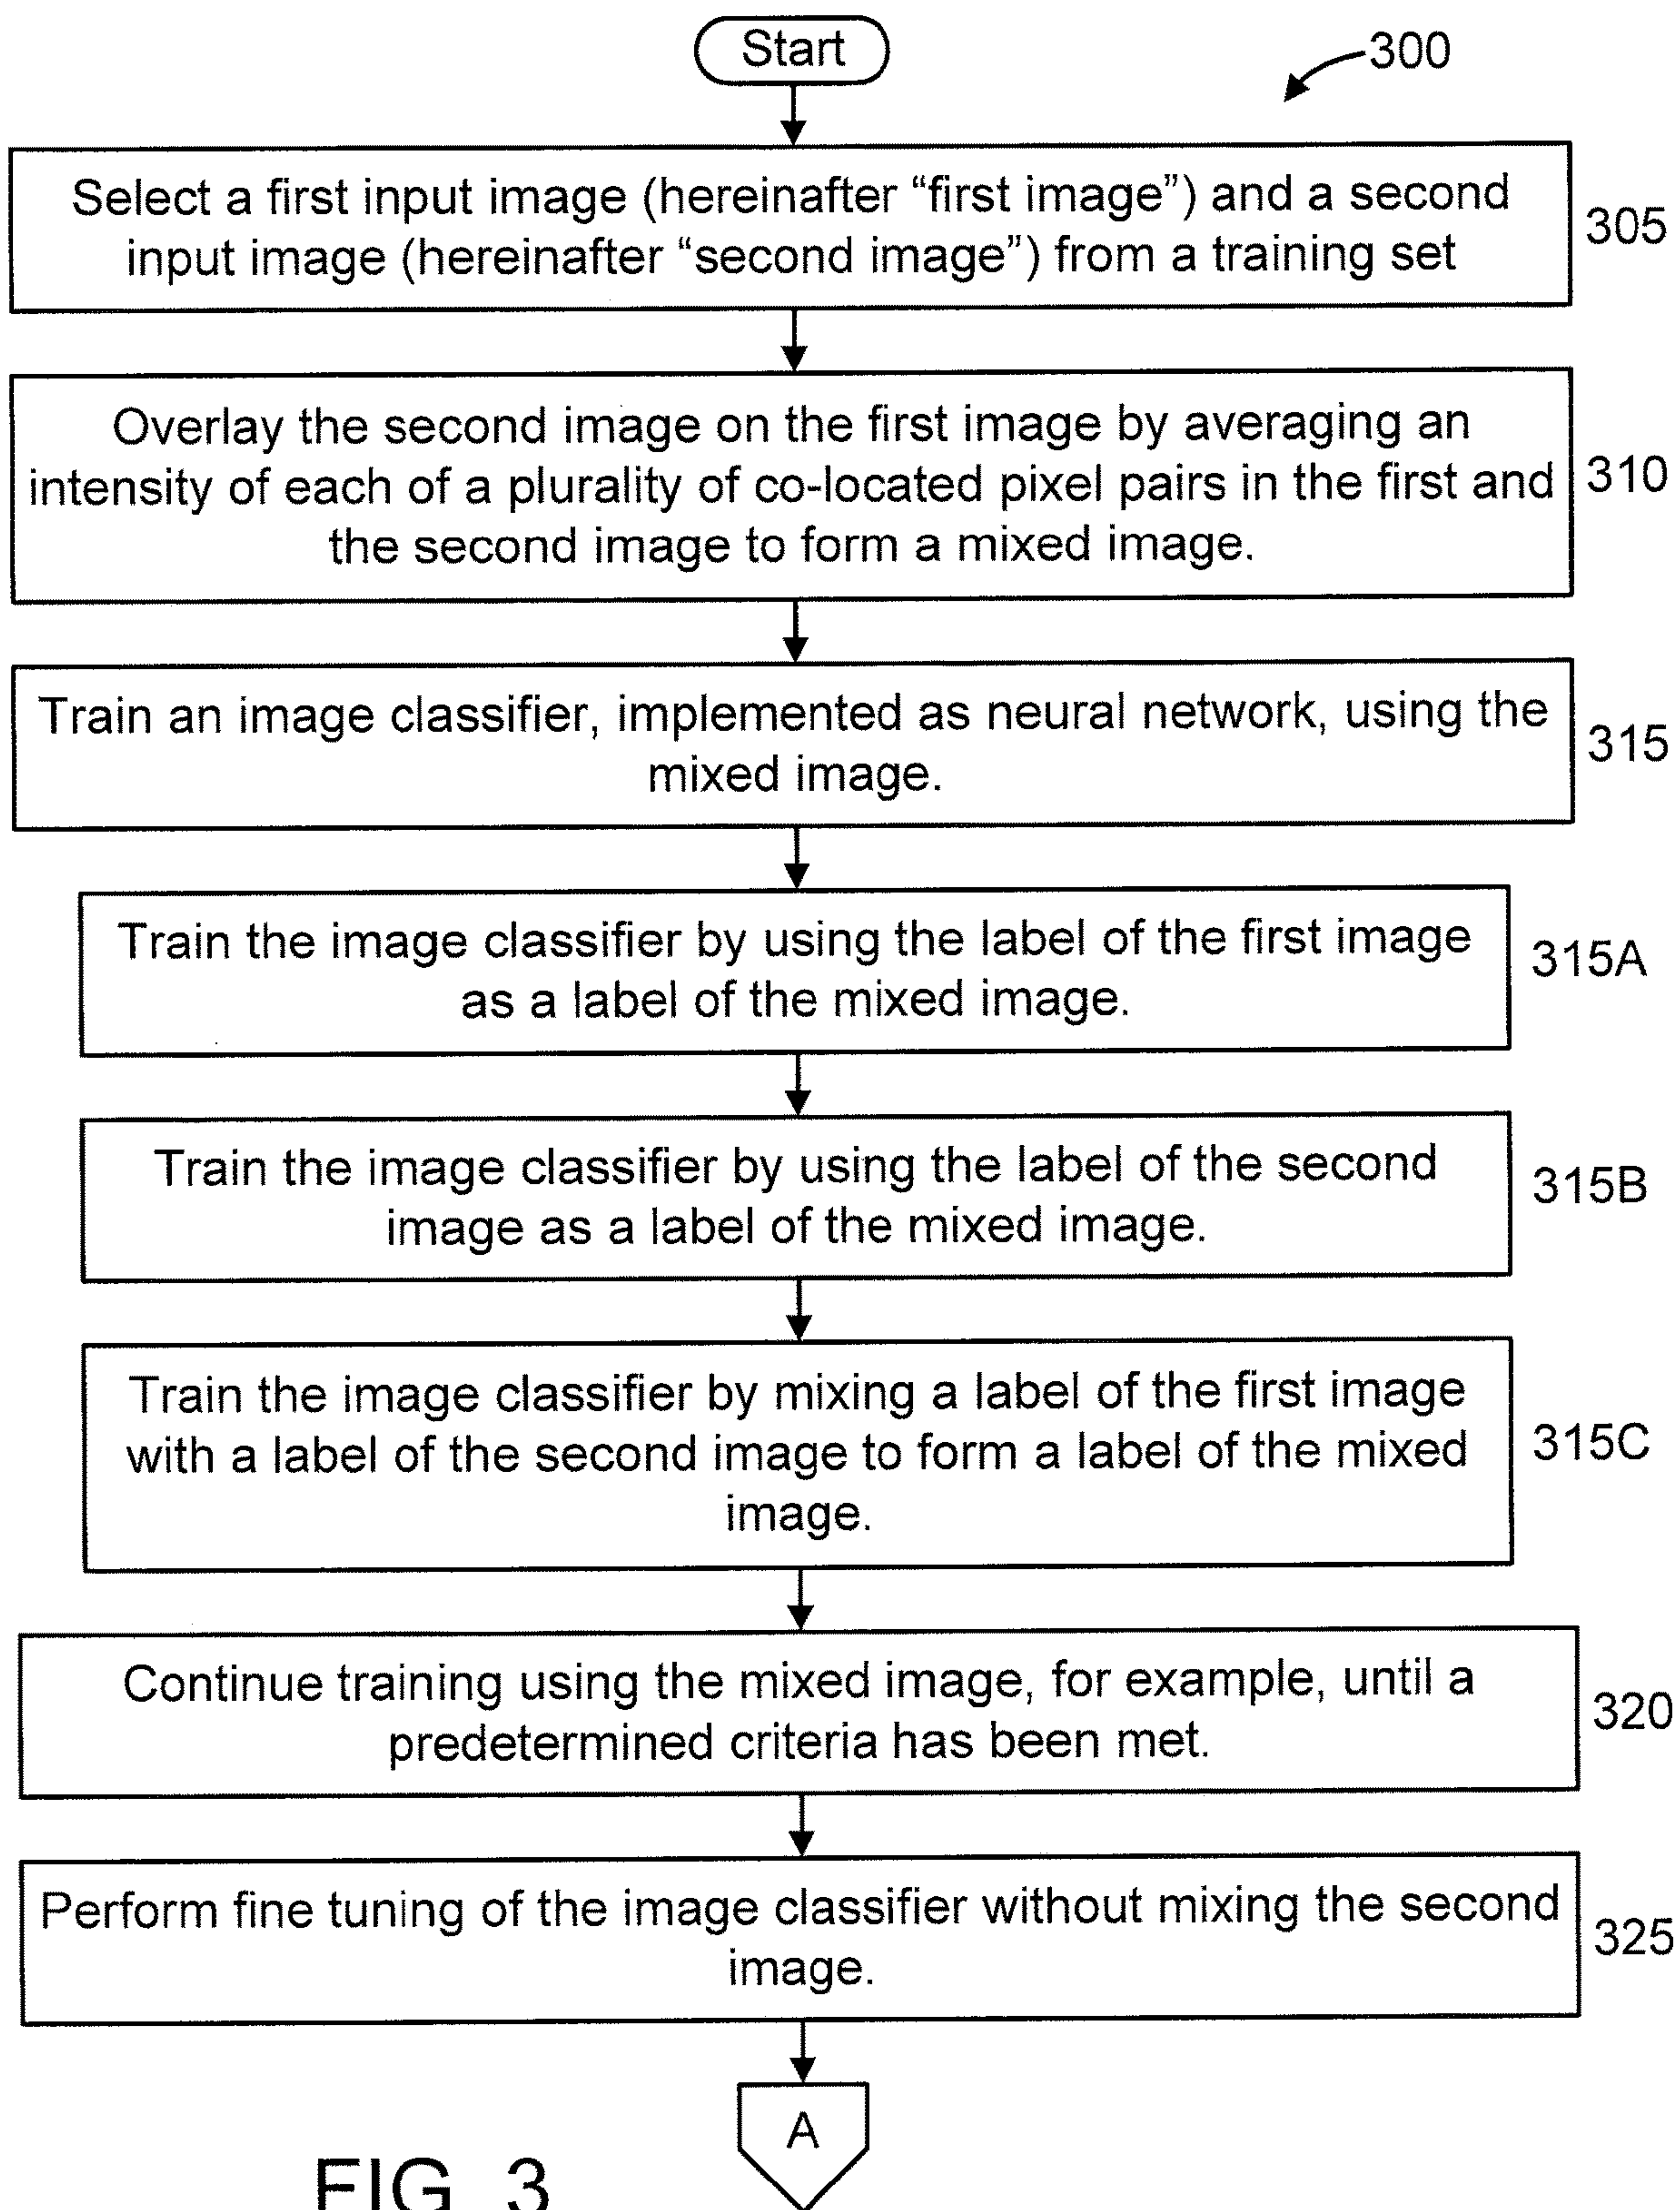 Start
300
Select a first input image (hereinafter “first image”) and a second
input image (hereinafter “second image”) from a training set
305
Overlay the second image on the first image by averaging an
intensity of each of a plurality of co-located pixel pairs in the first and
the second image to form a mixed image.
310
Train an image classifier, implemented as neural network, using the
mixed image.
315
Train the image classifier by using the label of the first image
as a label of the mixed image.
315A
Train the image classifier by using the label of the second
image as a label of the mixed image.
315B
Train the image classifier by mixing a label of the first image
with a label of the second image to form a label of the mixed
image.
315C
Continue training using the mixed image, for example, until a
predetermined criteria has been met.
320
Perform fine tuning of the image classifier without mixing the second
image.
325
A
FIG. 3